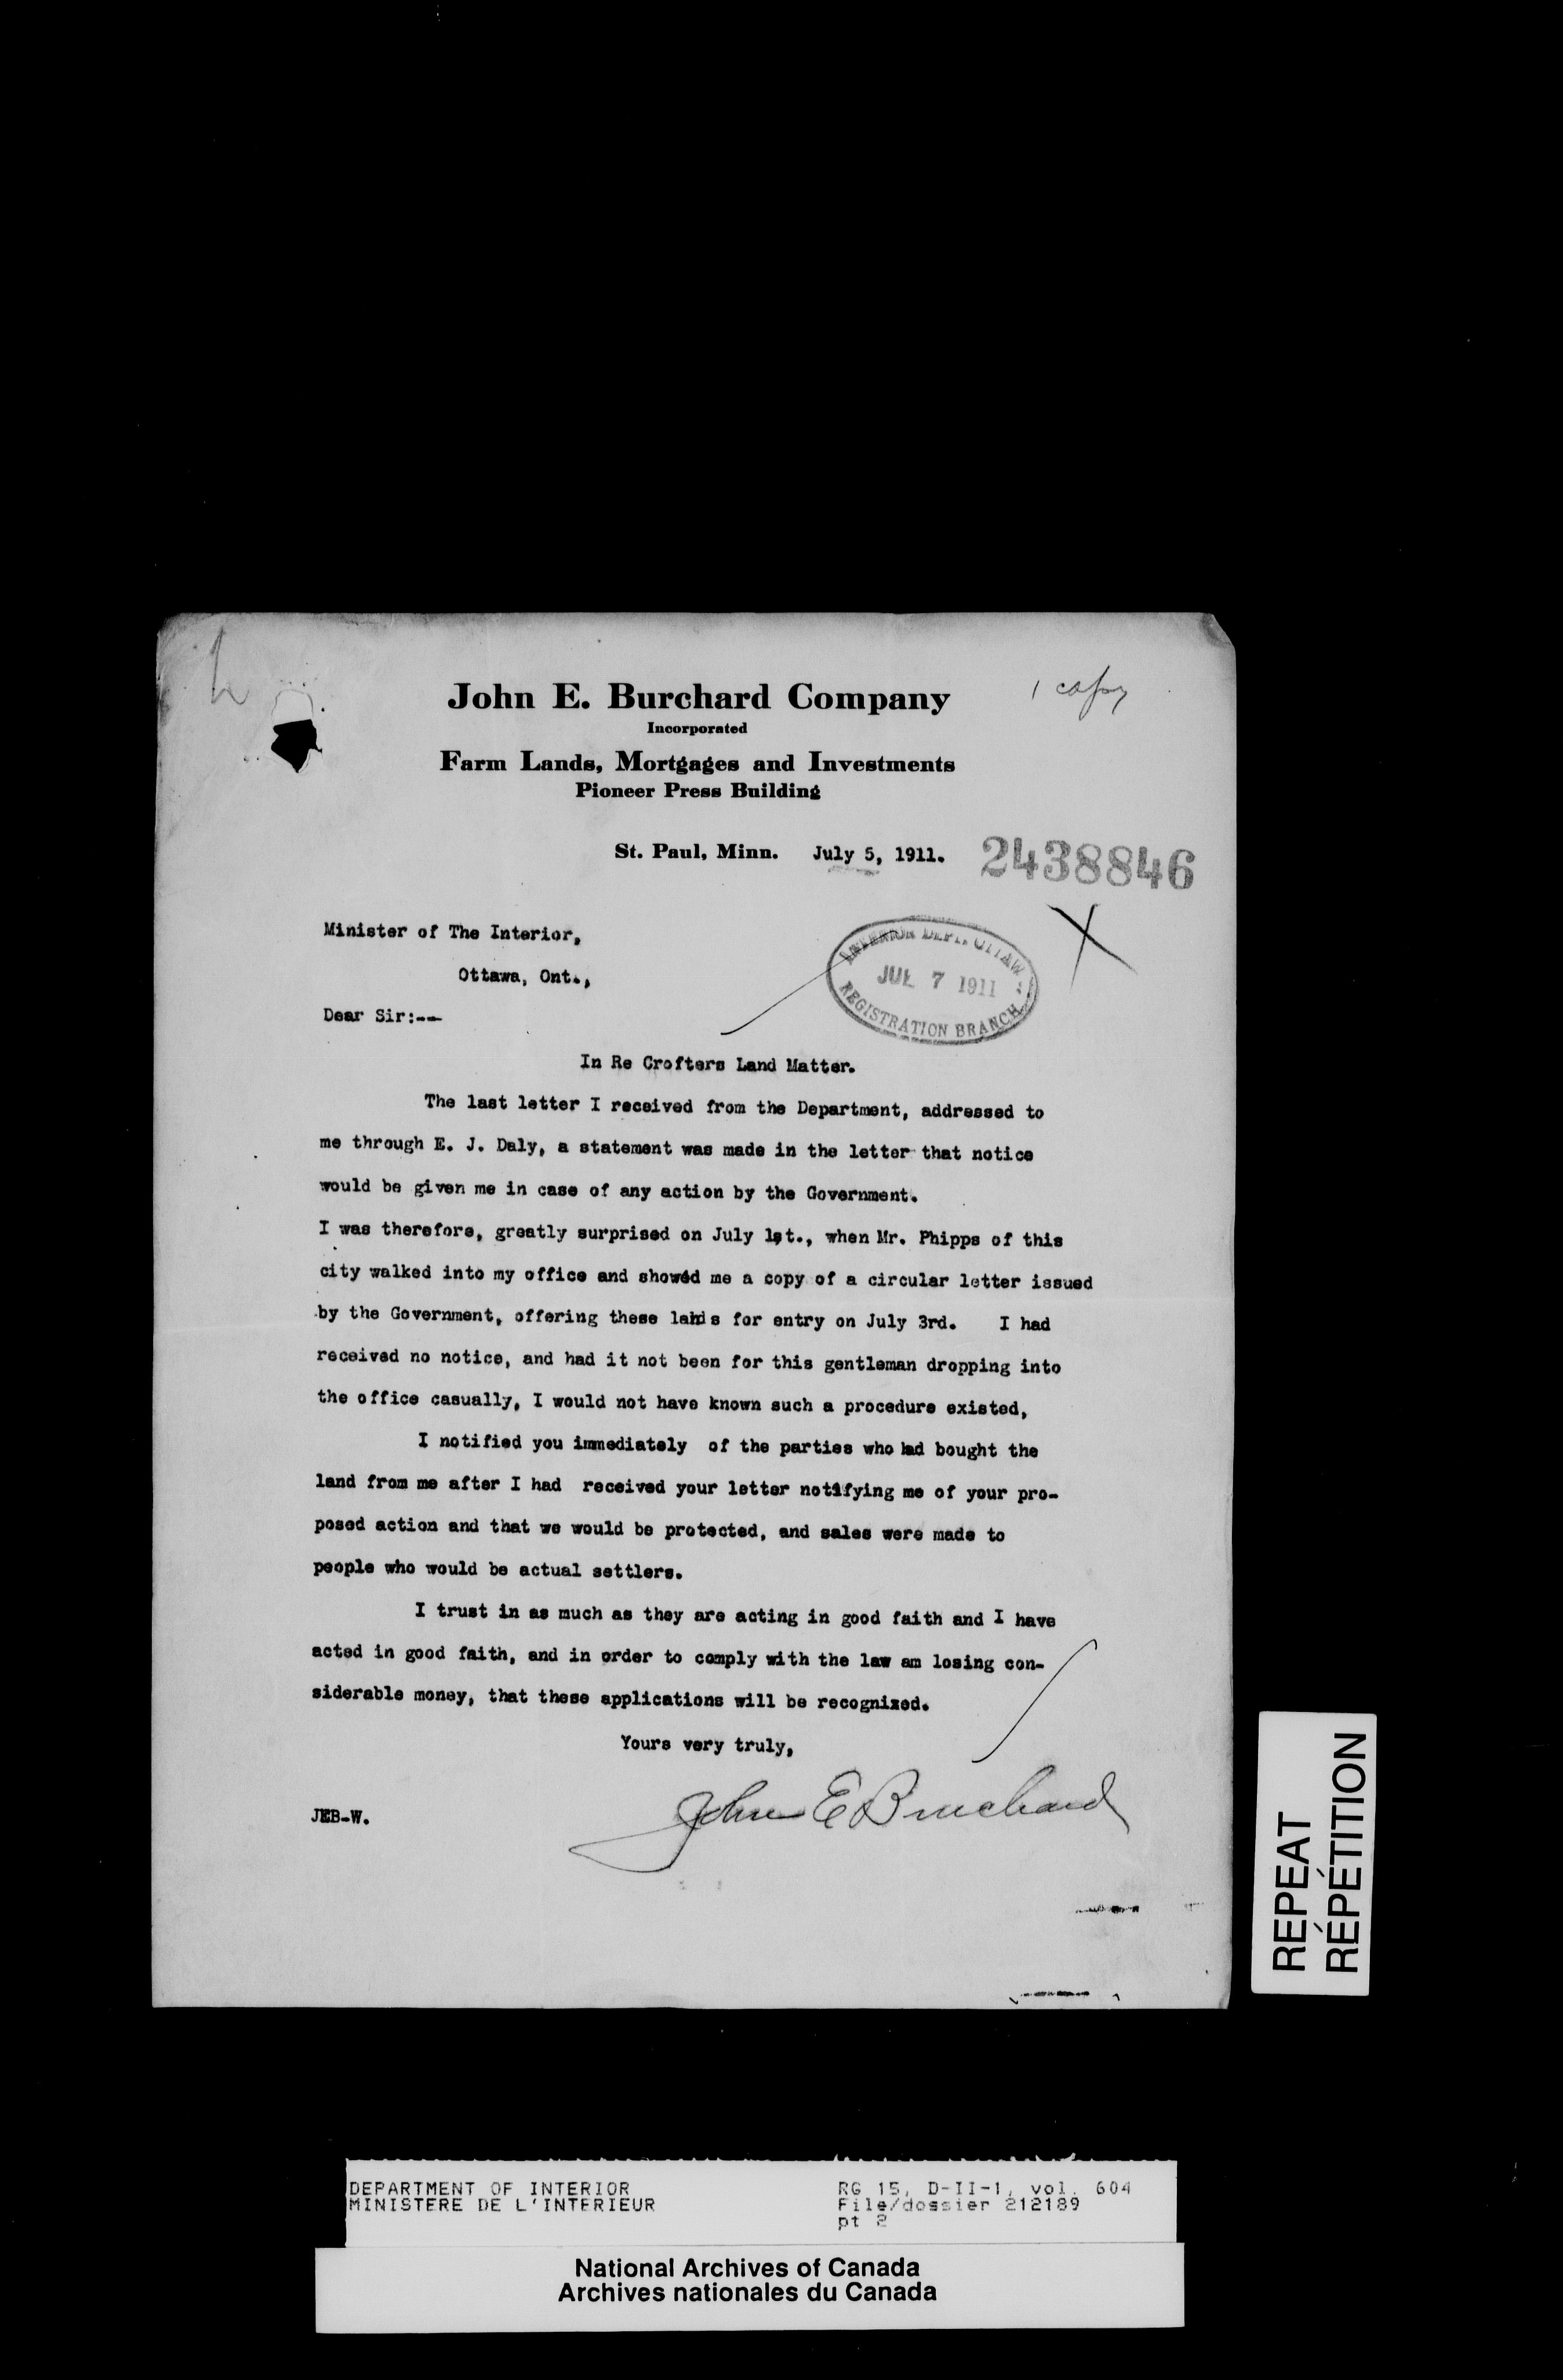 1 copy
John E. Burchard Company
Incorporated
Farm Lands, Mortgages and Investments
Pioneer Press Building
St. Paul, Minn. July 5, 1911.
2438846
Minister of The Interior,
Ottawa, Ont.,
INTERIOR DEPT. OTTAWA
JUL 7 1911
REGISTRATION BRANCH
Dear Sir:--
In Re Crofters Land Matter.
The last letter I received from the Department, addressed to
me through E. J. Daly, a statement was made in the letter that notice
would be given me in case of any action by the Government.
I was therefore, greatly surprised on July 1st., when Mr. Phipps of this
city walked into my office and showed me a copy of a circular letter issued
by the Government, offering these lands for entry on July 3rd. I had
received no notice, and had it not been for this gentleman dropping into
the office casually, I would not have known such a procedure existed,
I notified you immediately of the parties who had bought the
land from me after I had received your letter notifying me of your pro-
posed action and that we would be protected, and sales were made to
people who would be actual settlers.
I trust in as much as they are acting in good faith and I have
acted in good faith, and in order to comply with the law am losing con-
siderable money, that these applications will be recognized.
Yours very truly,
John E Burchard
JEB-W.
REPEAT
RÉPÉTITION
DEPARTMENT OF INTERIOR
MINISTERE DE L'INTERIEUR
RG 15, D-II-1, vol. 604
File/dossier 212189
pt 2
National Archives of Canada
Archives nationales du Canada